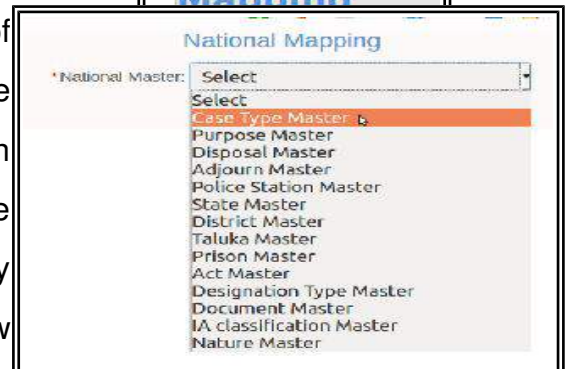 Mapping
of
National Mapping
*National Master: Select
e
Select
Case Type Master
n
Purpose Master
Disposal Master
Adjourn Master
Police Station Master
e
State Master
District Master
Taluka Master
Prison Master
y
Act Master
Designation Type Master
Document Master
w
IA classification Master
Nature Master